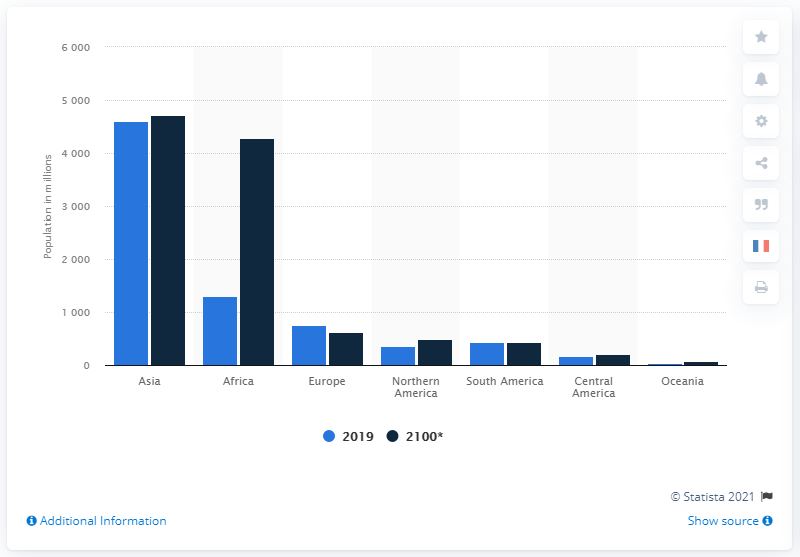 6 000
5 000
4 000
3 000
2 000
1 000
0
Population in millions
Asia
Africa
Europe
Northern
America
South America
Central
America
Oceania
2019 2100*
© Statista 2021
Additional Information Show source